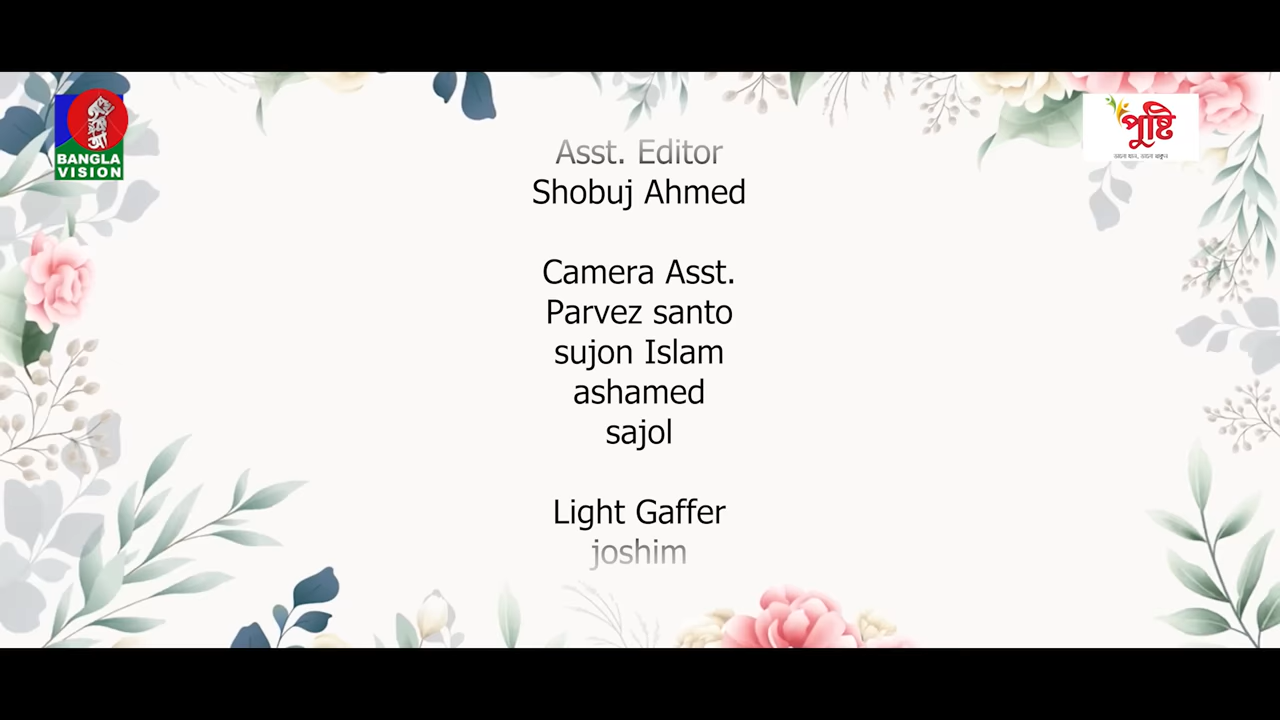 BANGLA
VISION
পুষ্টি
Asst. Editor
Shobuj Ahmed
Camera Asst.
Parvez santo
sujon Islam
ashamed
sajol
Light Gaffer
joshim